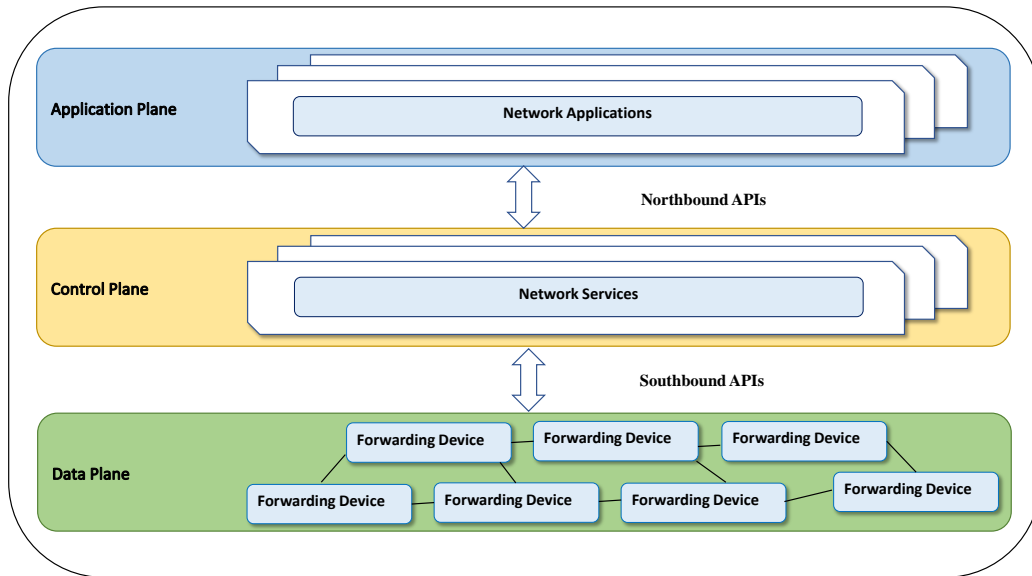 Application Plane
Network Applications
Northbound APIs
Control Plane
Network Services
Southbound APIs
Data Plane
Forwarding Device
Forwarding Device
Forwarding Device
Forwarding Device
Forwarding Device
Forwarding Device
Forwarding Device